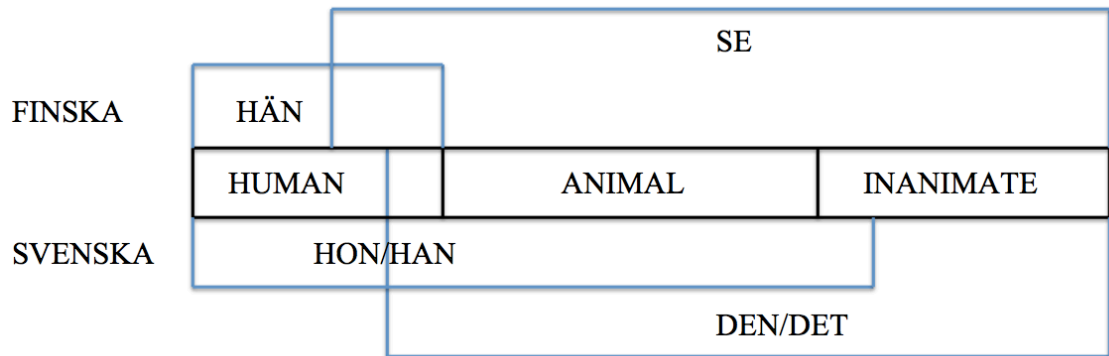 SE
FINSKA HÄN
HUMAN ANIMAL INANIMATE
SVENSKA HON/HAN
DEN/DET